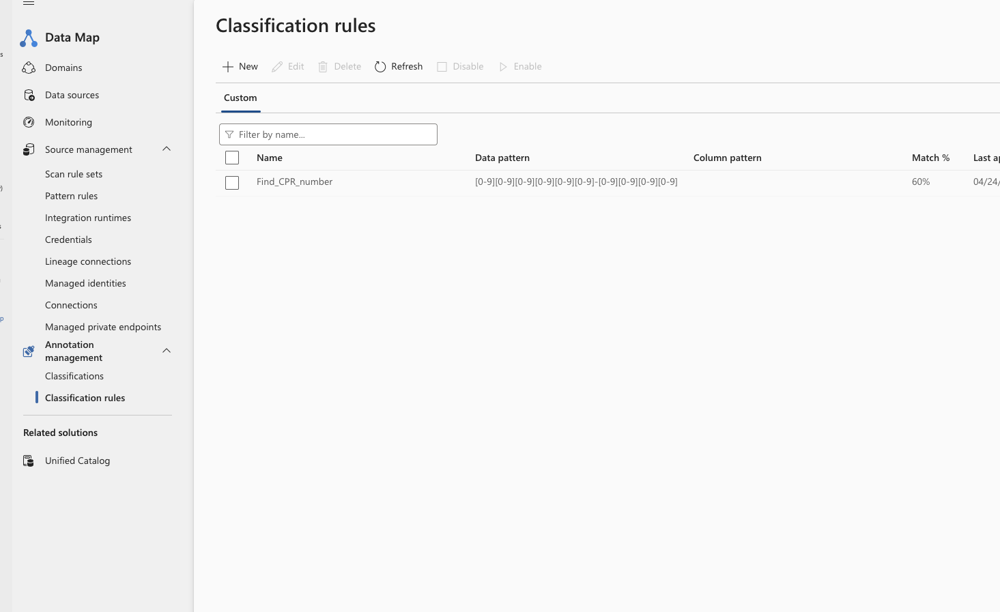 Data Map
Domains
Data sources
Monitoring
Source management
Scan rule sets
Pattern rules
Integration runtimes
Credentials
Lineage connections
Managed identities
Connections
Managed private endpoints
Annotation
management
Classifications
Classification rules
Related solutions
Unified Catalog
Classification rules
New Edit Delete Refresh Disable Enable
Custom
Filter by name...
Name Data pattern Column pattern Match % Last
Find_CPR_number [0-9][0-9][0-9][0-9][0-9][0-9]-[0-9][0-9][0-9][0-9] 60% 04/24/